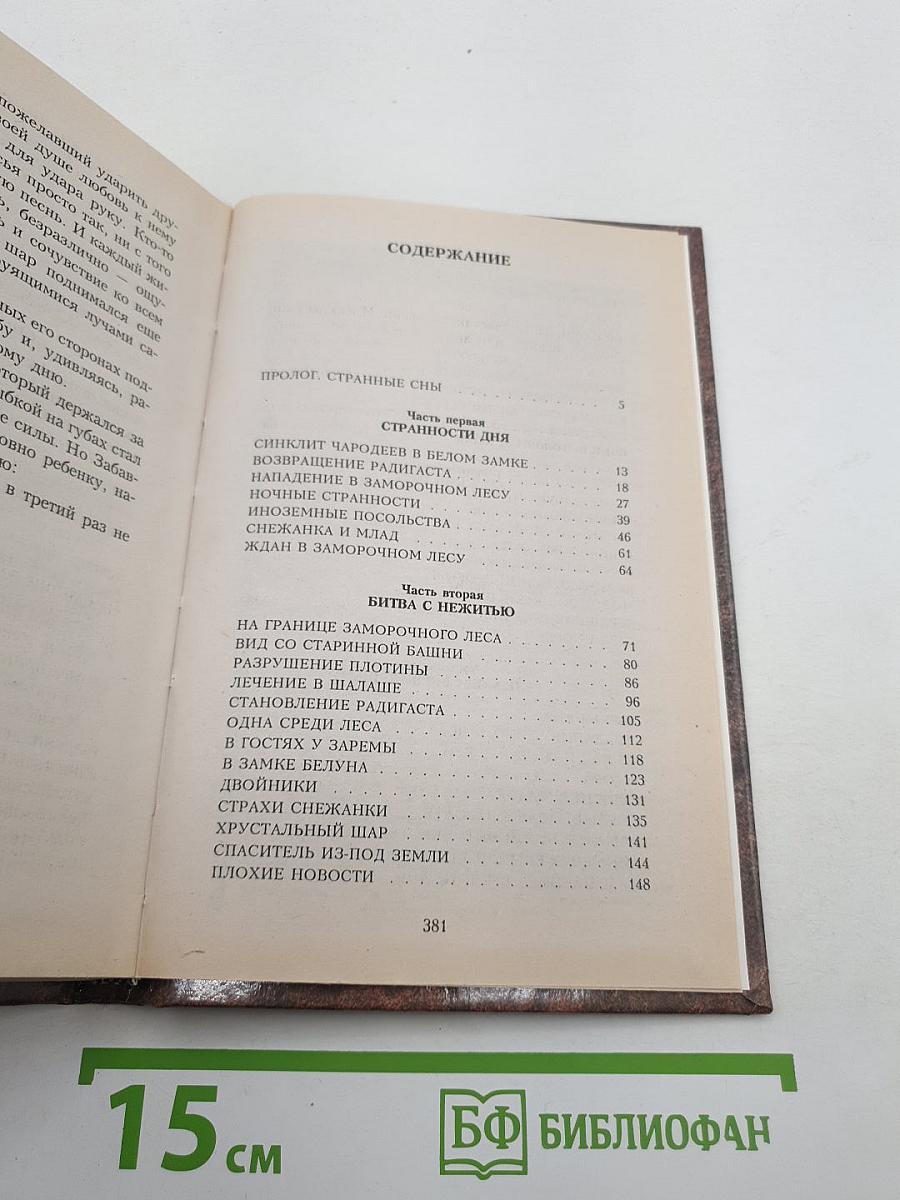 пожелавший ударить дру-
воей душе любовь к нему
для удара руку. Кто-то
сья просто так, ни с того
ую песнь. И каждый жи-
ь, безразлично — ощу-
ь и сочувствие ко всем
шар поднимался еще
уящимися лучами са-
ных его сторонах под-
бу и, удивляясь, ра-
ому дню.
оторый держался за
ыбкой на губах стал
е силы. Но Забав-
овно ребенку, на-
ю:
в третий раз не
СОДЕРЖАНИЕ
ПРОЛОГ. СТРАННЫЕ СНЫ . . . . . . . . . . . . 5
Часть первая
СТРАННОСТИ ДНЯ
СИНКЛИТ ЧАРОДЕЕВ В БЕЛОМ ЗАМКЕ . . . . . . 13
ВОЗВРАЩЕНИЕ РАДИГАСТА . . . . . . . . . . . . 18
НАПАДЕНИЕ В ЗАМОРОЧНОМ ЛЕСУ . . . . . . . . 27
НОЧНЫЕ СТРАННОСТИ . . . . . . . . . . . . . . 39
ИНОЗЕМНЫЕ ПОСОЛЬСТВА . . . . . . . . . . . . 46
СНЕЖАНКА И МЛАД . . . . . . . . . . . . . . . 61
ЖДАН В ЗАМОРОЧНОМ ЛЕСУ . . . . . . . . . . . 64
Часть вторая
БИТВА С НЕЖИТЬЮ
НА ГРАНИЦЕ ЗАМОРОЧНОГО ЛЕСА . . . . . . . . 71
ВИД СО СТАРИННОЙ БАШНИ . . . . . . . . . . . 80
РАЗРУШЕНИЕ ПЛОТИНЫ . . . . . . . . . . . . . 86
ЛЕЧЕНИЕ В ШАЛАШЕ . . . . . . . . . . . . . . 96
СТАНОВЛЕНИЕ РАДИГАСТА . . . . . . . . . . . . 105
ОДНА СРЕДИ ЛЕСА . . . . . . . . . . . . . . . 112
В ГОСТЯХ У ЗАРЕМЫ . . . . . . . . . . . . . . 118
В ЗАМКЕ БЕЛУНА . . . . . . . . . . . . . . . 123
ДВОЙНИКИ . . . . . . . . . . . . . . . . . . 131
СТРАХИ СНЕЖАНКИ . . . . . . . . . . . . . . . 135
ХРУСТАЛЬНЫЙ ШАР . . . . . . . . . . . . . . . 141
СПАСИТЕЛЬ ИЗ-ПОД ЗЕМЛИ . . . . . . . . . . . 144
ПЛОХИЕ НОВОСТИ . . . . . . . . . . . . . . . 148
381
15 см
БФ БИБЛИОФАН